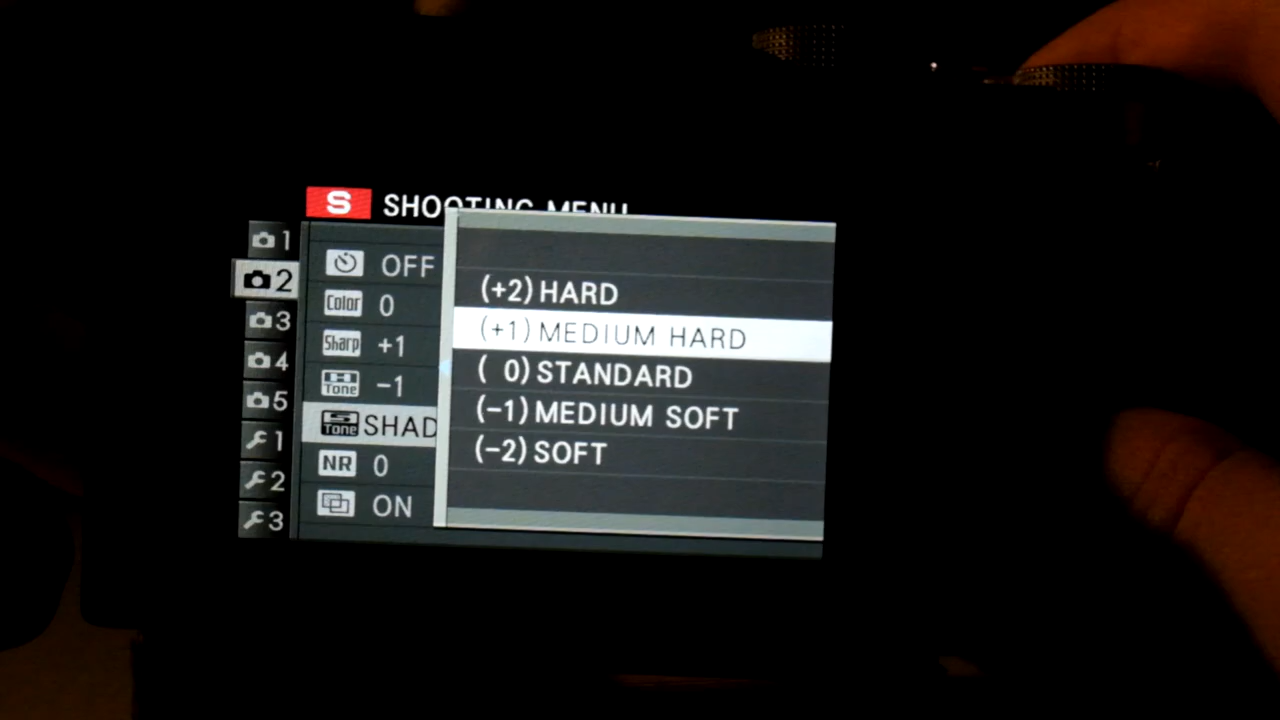 S SHOOTING MENU
1
2
3
4
5
1
2
3
OFF
Color 0
Sharp +1
H Tone -1
S Tone SHAD
NR 0
ON
(+2) HARD
(+1) MEDIUM HARD
( 0) STANDARD
(-1) MEDIUM SOFT
(-2) SOFT